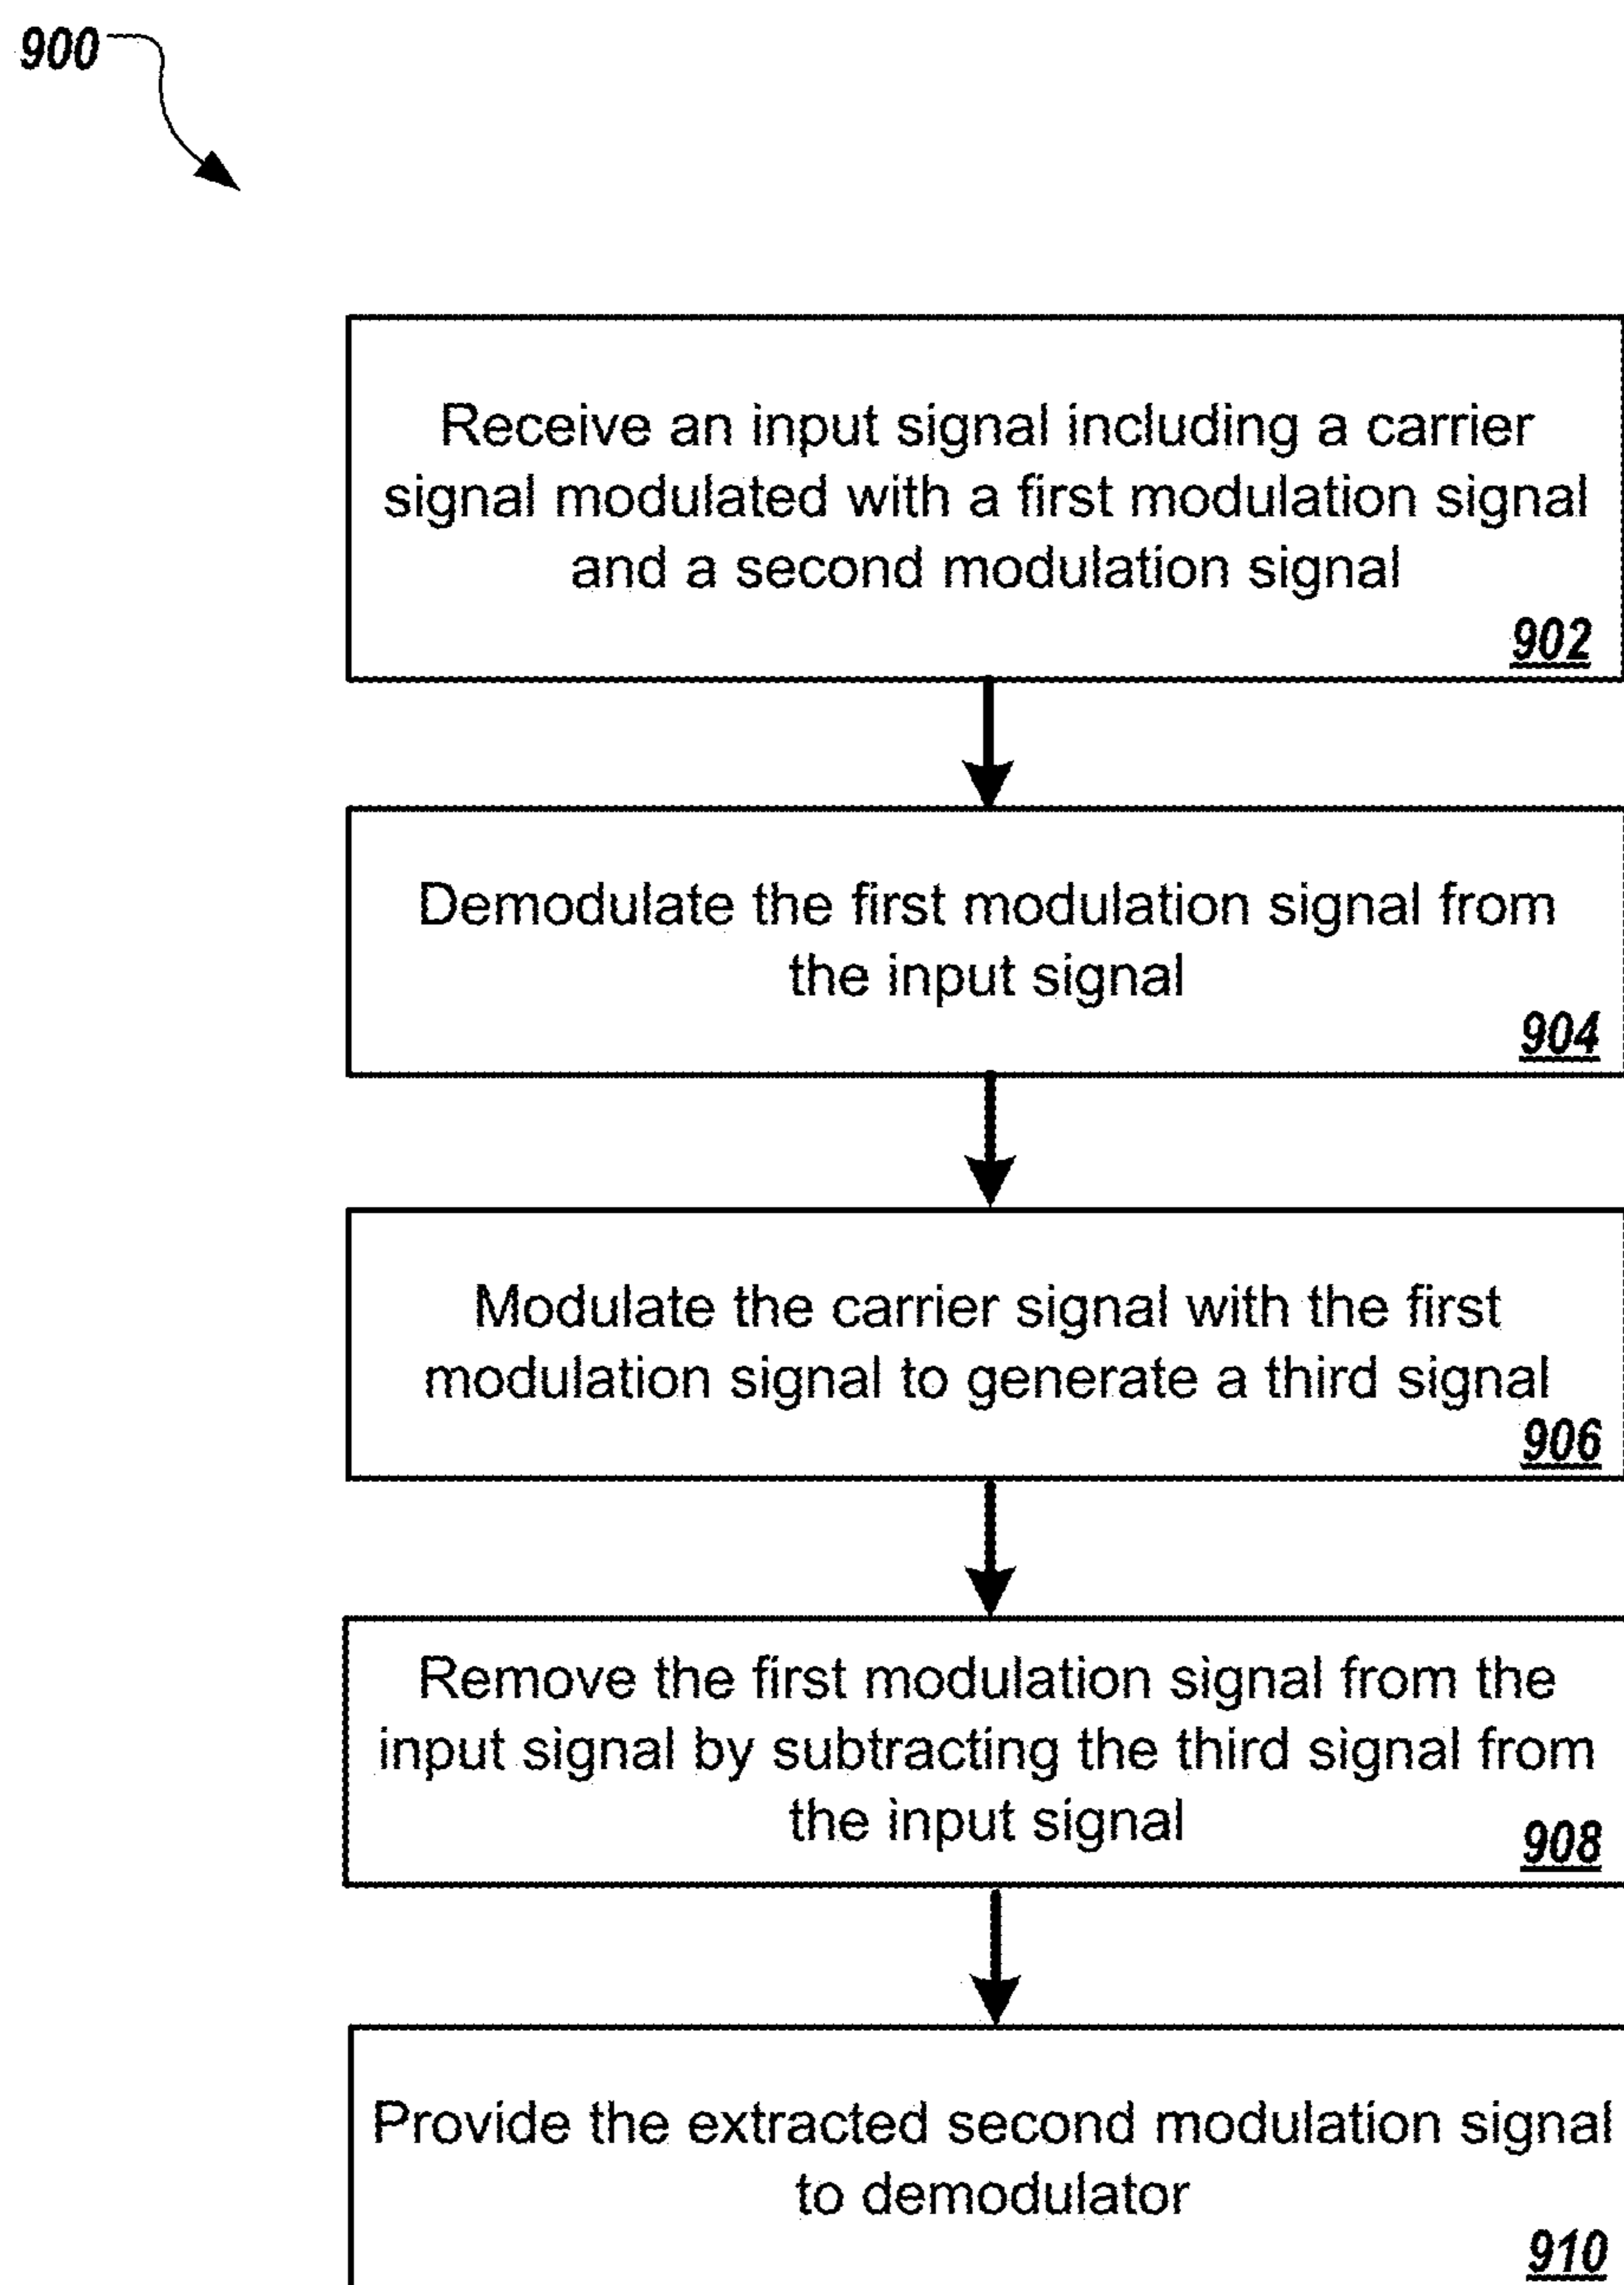 900
Receive an input signal including a carrier
signal modulated with a first modulation signal
and a second modulation signal
902
Demodulate the first modulation signal from
the input signal
904
Modulate the carrier signal with the first
modulation signal to generate a third signal
906
Remove the first modulation signal from the
input signal by subtracting the third signal from
the input signal
908
Provide the extracted second modulation signal
to demodulator
910